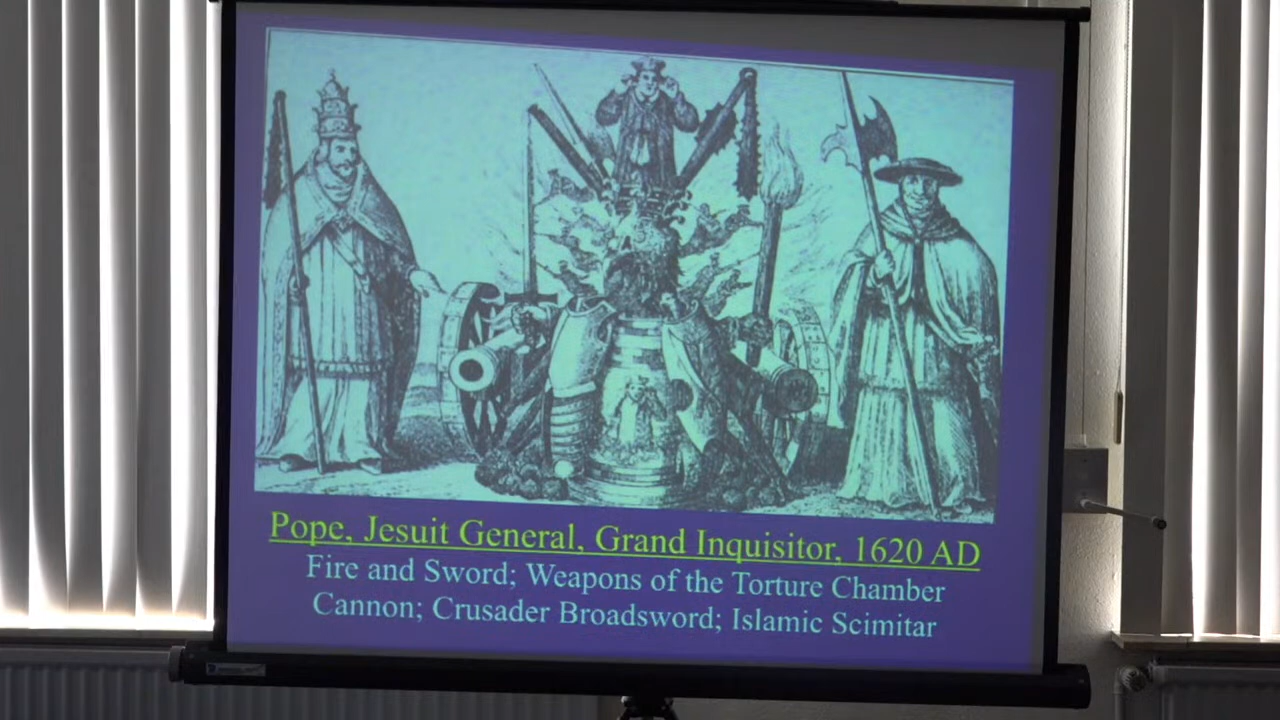 Pope, Jesuit General, Grand Inquisitor, 1620 AD
Fire and Sword; Weapons of the Torture Chamber
Cannon; Crusader Broadsword; Islamic Scimitar